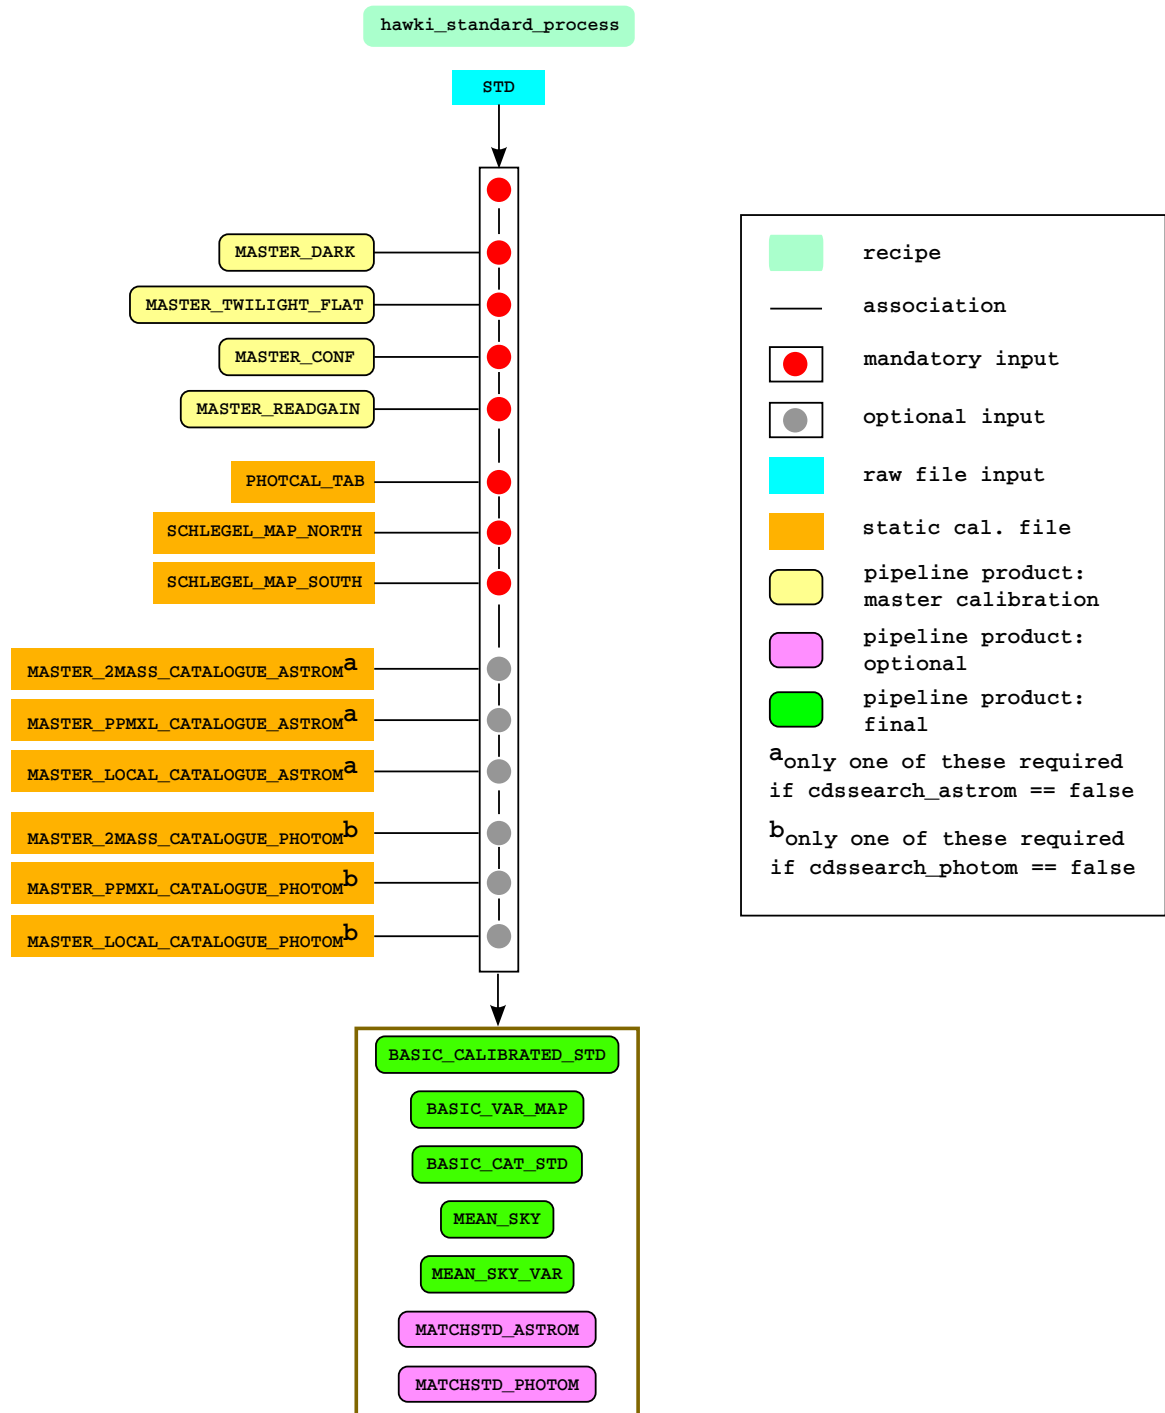 hawki_standard_process
STD
MASTER_DARK
MASTER_TWILIGHT_FLAT
MASTER_CONF
MASTER_READGAIN
PHOTCAL_TAB
SCHLEGEL_MAP_NORTH
SCHLEGEL_MAP_SOUTH
MASTER_2MASS_CATALOGUE_ASTROMa
MASTER_PPMXL_CATALOGUE_ASTROMa
MASTER_LOCAL_CATALOGUE_ASTROMa
MASTER_2MASS_CATALOGUE_PHOTOMb
MASTER_PPMXL_CATALOGUE_PHOTOMb
MASTER_LOCAL_CATALOGUE_PHOTOMb
BASIC_CALIBRATED_STD
BASIC_VAR_MAP
BASIC_CAT_STD
MEAN_SKY
MEAN_SKY_VAR
MATCHSTD_ASTROM
MATCHSTD_PHOTOM
recipe
association
mandatory input
optional input
raw file input
static cal. file
pipeline product:
master calibration
pipeline product:
optional
pipeline product:
final
aonly one of these required
if cdssearch_astrom == false
bonly one of these required
if cdssearch_photom == false